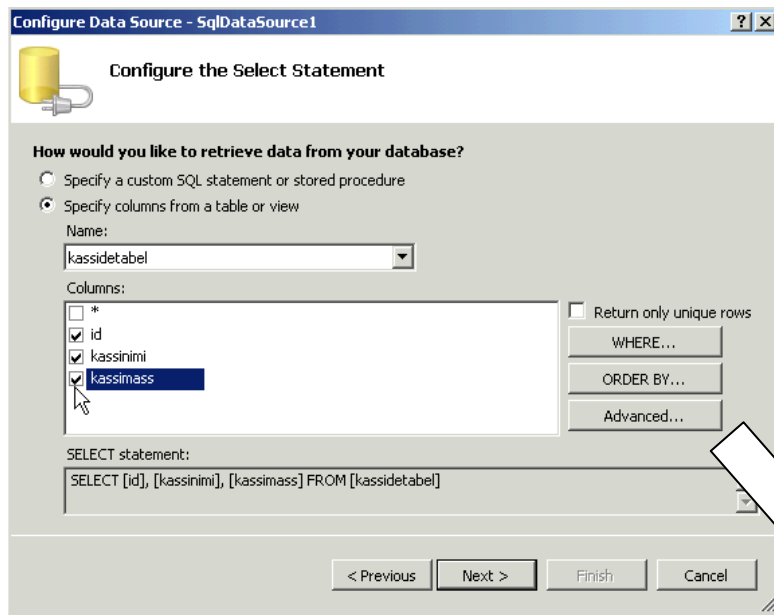 Configure Data Source - SqlDataSource1
Configure the Select Statement
How would you like to retrieve data from your database?
Specify a custom SQL statement or stored procedure
Specify columns from a table or view
Name:
kassidetabel
Columns:
*
id
kassinimi
kassimass
Return only unique rows
WHERE...
ORDER BY...
Advanced...
SELECT statement:
SELECT [id], [kassinimi], [kassimass] FROM [kassidetabel]
< Previous
Next >
Finish
Cancel